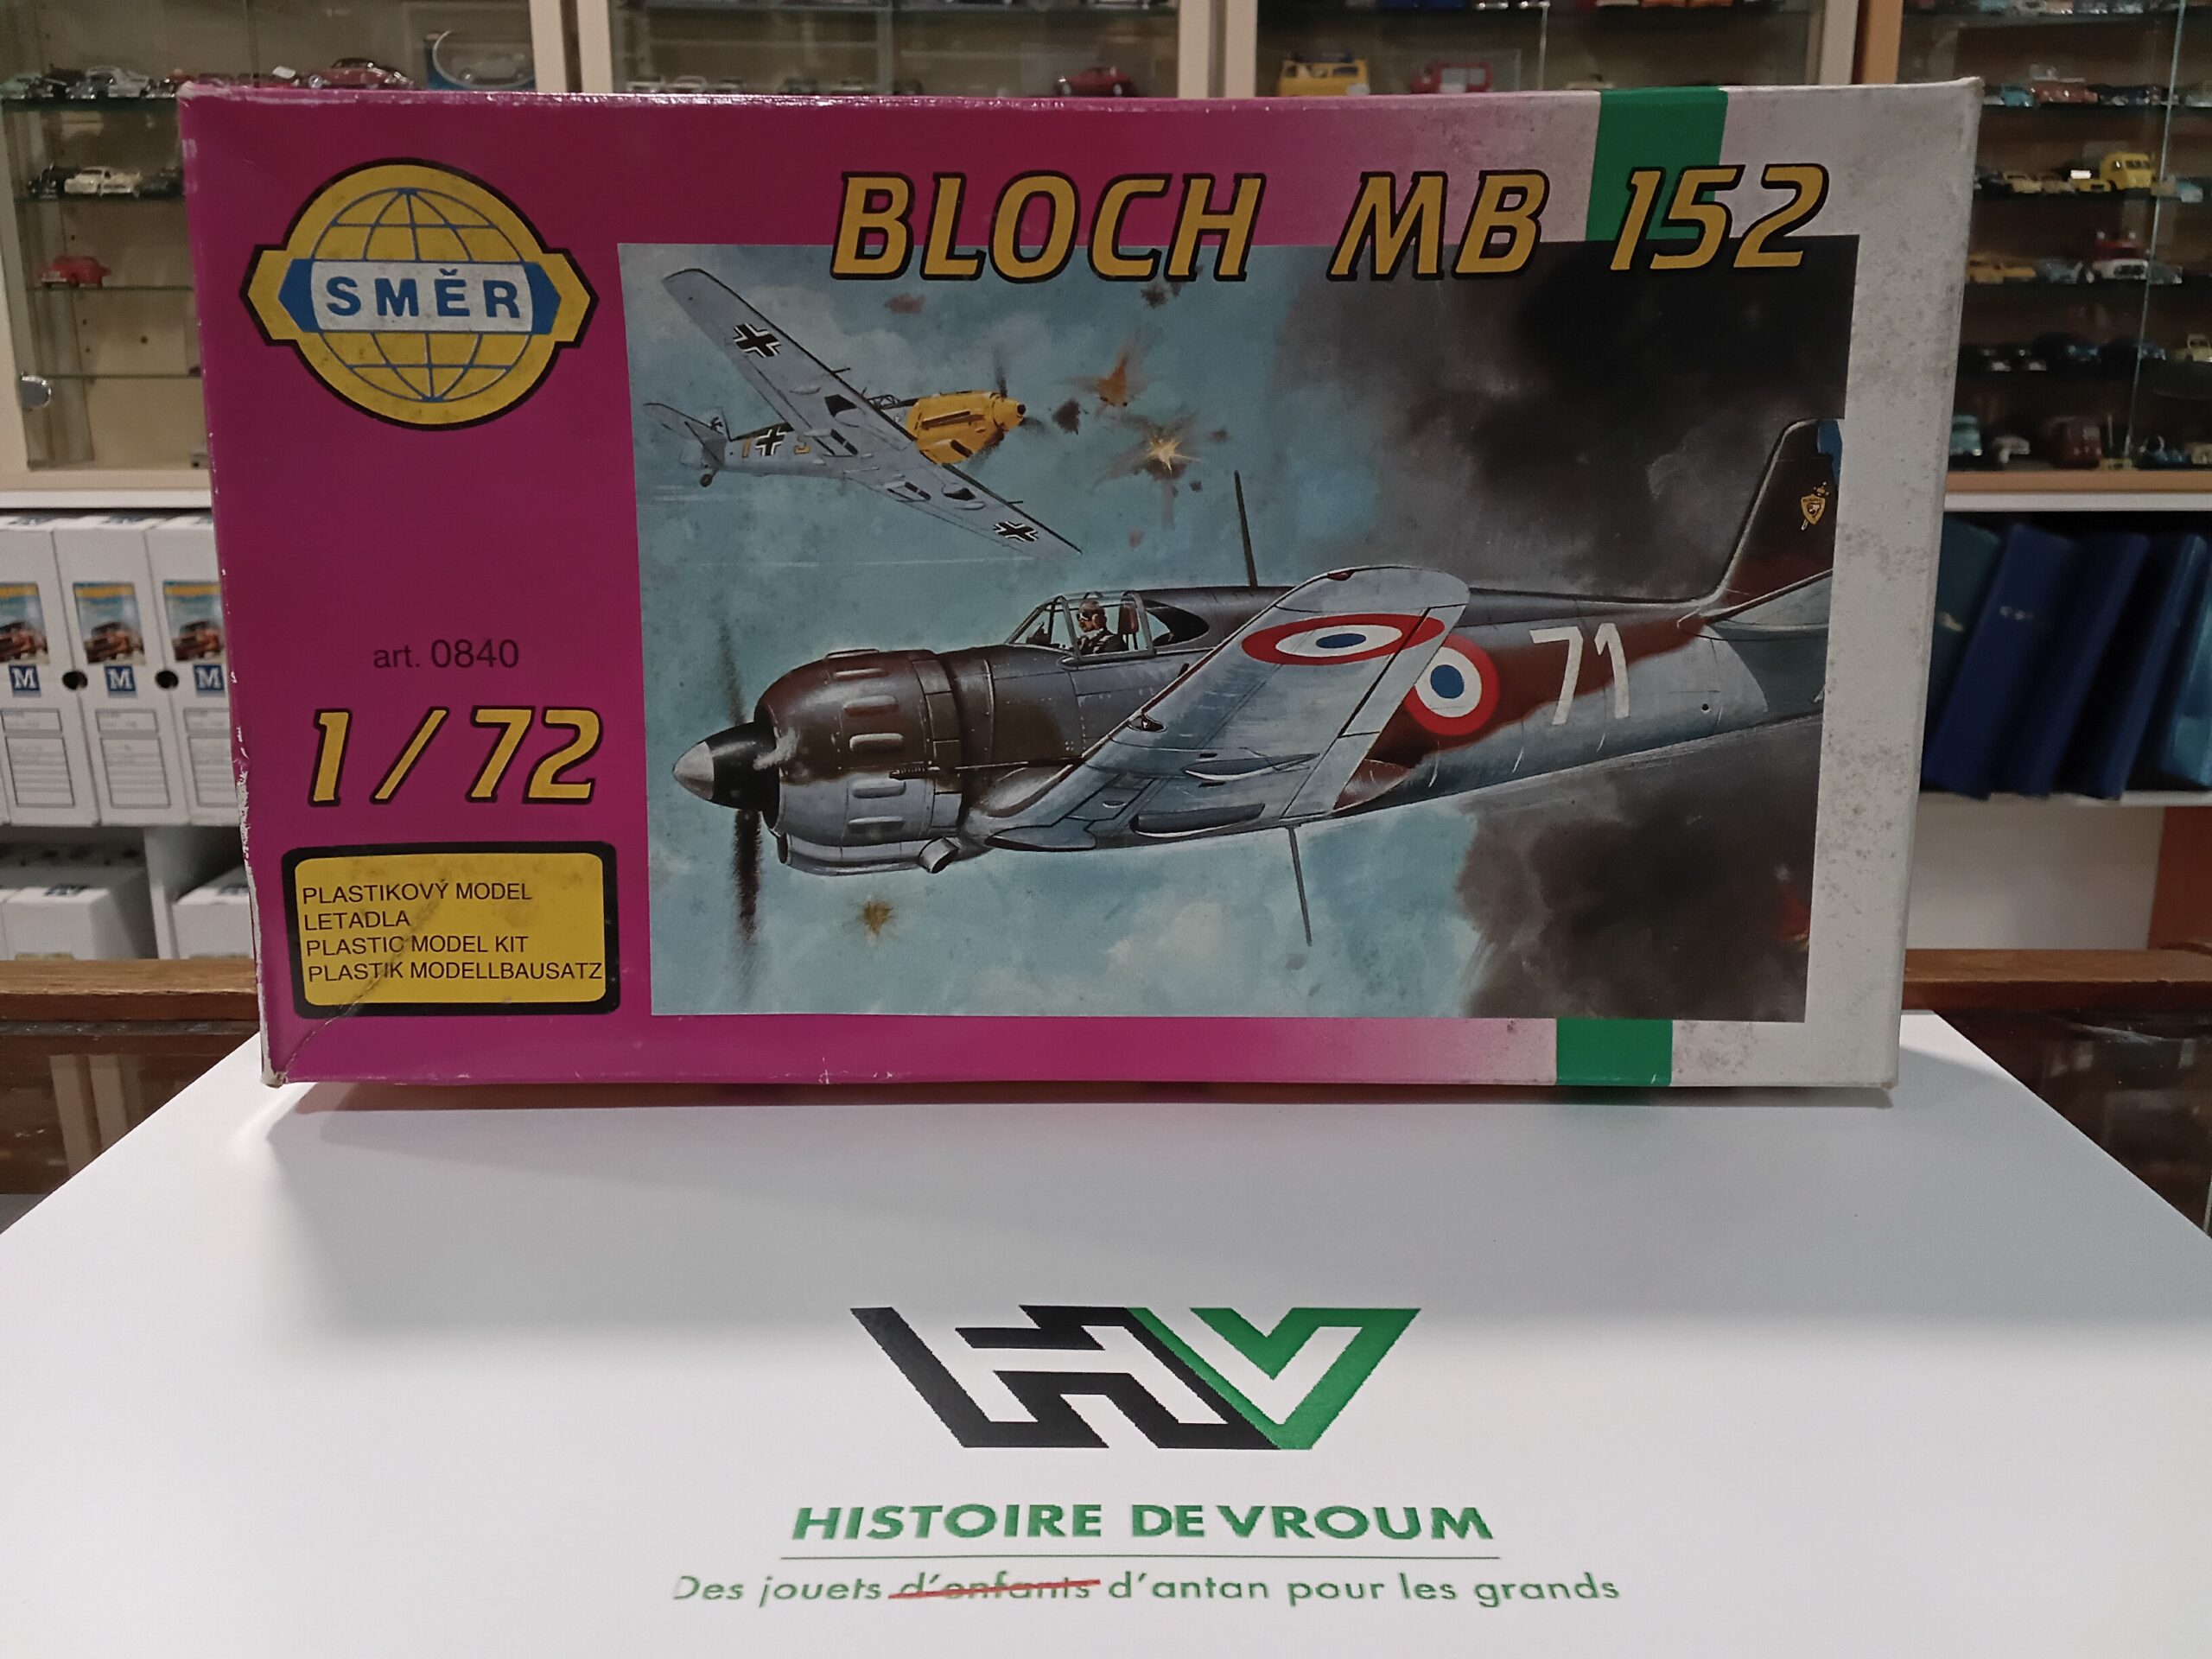 BLOCH MB 152
SMĚR
71
art. 0840
1/72
PLASTIKOVÝ MODEL
LETADLA
PLASTIC MODEL KIT
PLASTIK MODELLBAUSATZ
M M M
HV
HISTOIRE DE VROUM
Des jouets d'enfants d'antan pour les grands